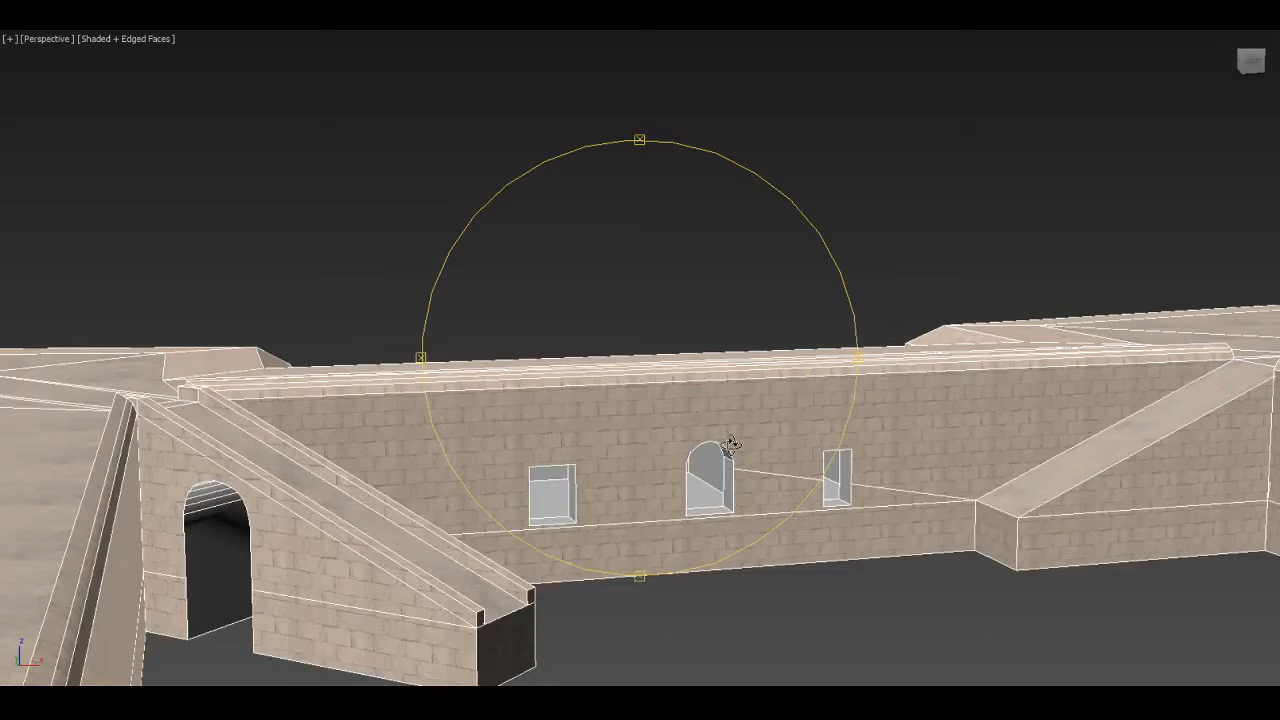 [+] [Perspective] [Shaded + Edged Faces]
z
x